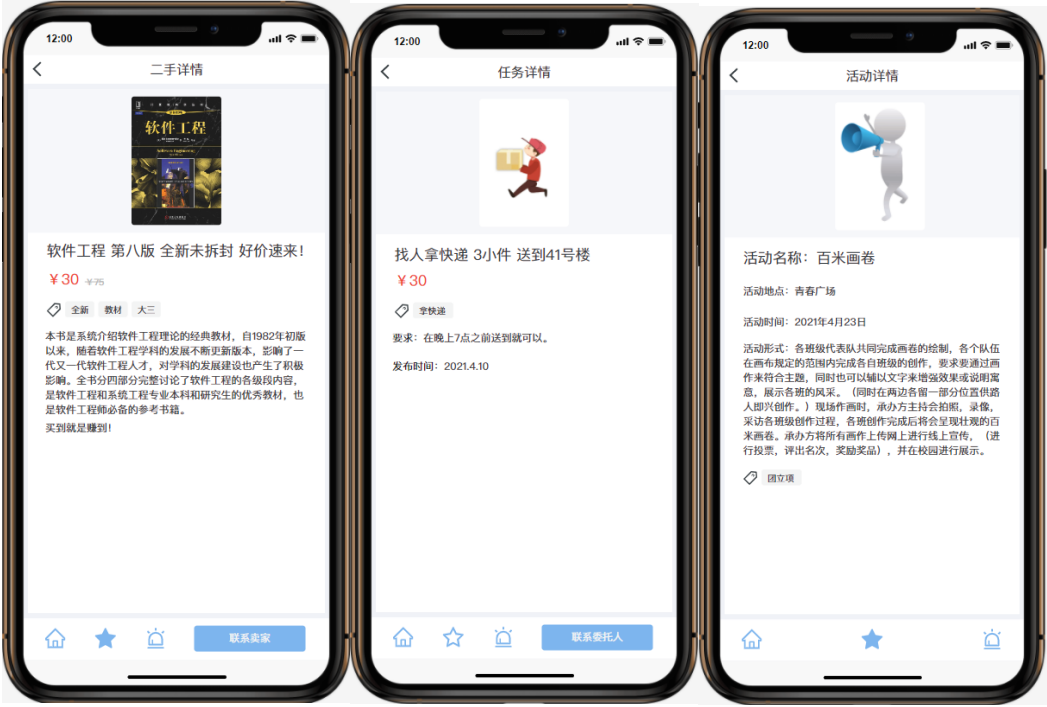 12:00
二手详情
软件工程
软件工程 第八版 全新未拆封 好价速来！
￥30 ￥75
全新 教材 大三
本书是系统介绍软件工程理论的经典教材，自1982年初版
以来，随着软件工程学科的发展不断更新版本，影响了一
代又一代软件工程人才，对学科的发展建设也产生了积极
影响。全书分四部分完整讨论了软件工程的各级段内容，
是软件工程和系统工程专业本科和研究生的优秀教材，也
是软件工程师必备的参考书籍。
买到就是赚到！
联系卖家
12:00
任务详情
找人拿快递 3小件 送到41号楼
￥30
拿快递
要求：在晚上7点之前送到就可以。
发布时间：2021.4.10
联系委托人
12:00
活动详情
活动名称：百米画卷
活动地点：青春广场
活动时间：2021年4月23日
活动形式：各班级代表队共同完成画卷的绘制，各个队伍
在画布规定的范围内完成各自班级的创作，要求要通过画
作来符合主题，同时也可以辅以文字来增强效果或说明寓
意，展示各班的风采。（同时在两边各留一部分位置供路
人即兴创作。）现场作画时，承办方主持会拍照，录像，
采访各班级创作过程，各班创作完成后将会呈现壮观的百
米画卷。承办方将所有画作上传网上进行线上宣传，（进
行投票，评出名次，奖励奖品），并在校园进行展示。
团立项